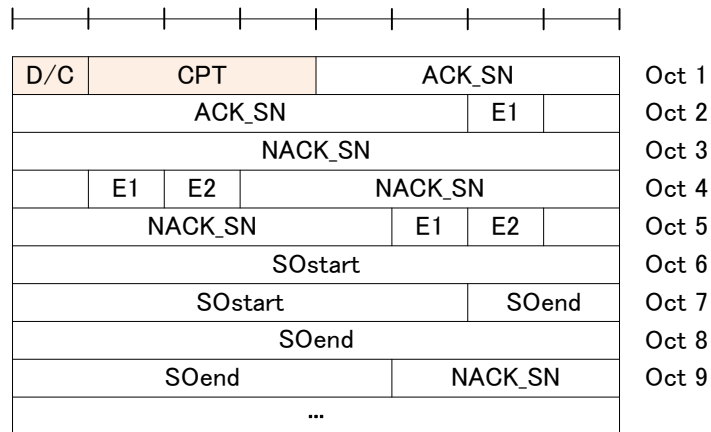 D/C CPT ACK_SN Oct 1
ACK_SN E1 Oct 2
NACK_SN Oct 3
E1 E2 NACK_SN Oct 4
NACK_SN E1 E2 Oct 5
SOstart Oct 6
SOstart SOend Oct 7
SOend Oct 8
SOend NACK_SN Oct 9
...